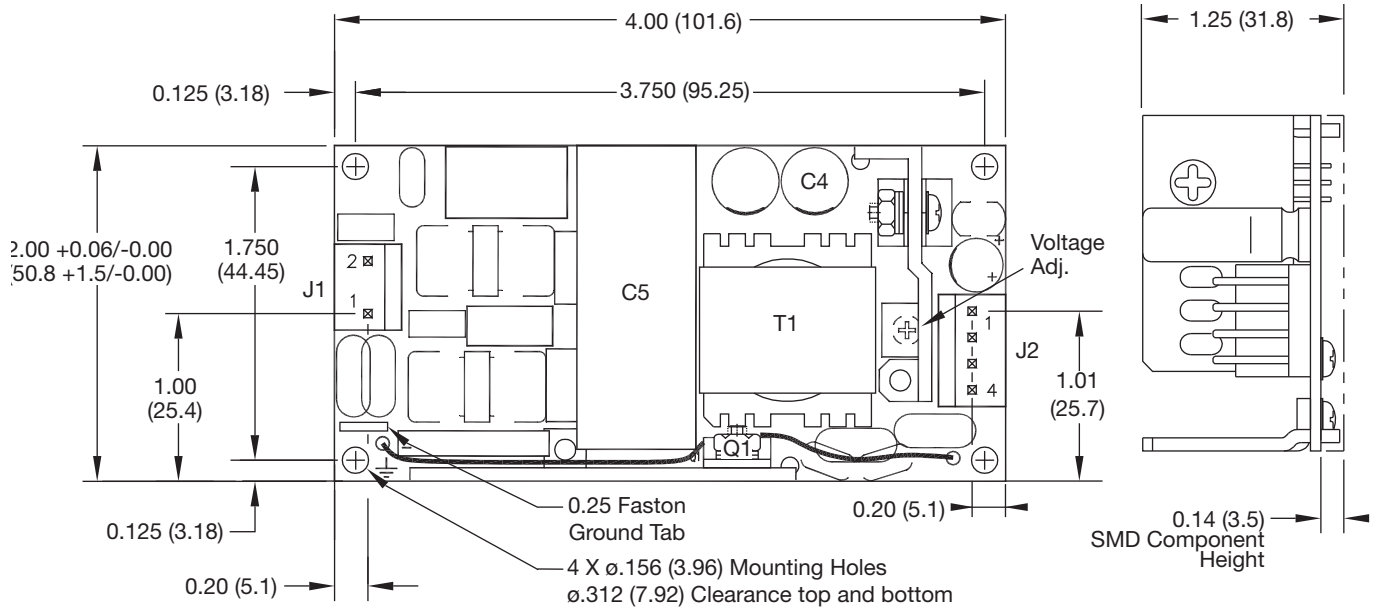 4.00 (101.6)
1.25 (31.8)
0.125 (3.18)
3.750 (95.25)
C4
2.00 +0.06/-0.00
(50.8 +1.5/-0.00)
1.750
(44.45)
Voltage
Adj.
J1
2
1
C5
T1
+
+
1
4
J2
1.00
(25.4)
1.01
(25.7)
Q1
0.125 (3.18)
0.25 Faston
Ground Tab
0.20 (5.1)
0.14 (3.5)
SMD Component
Height
0.20 (5.1)
4 X ø.156 (3.96) Mounting Holes
ø.312 (7.92) Clearance top and bottom